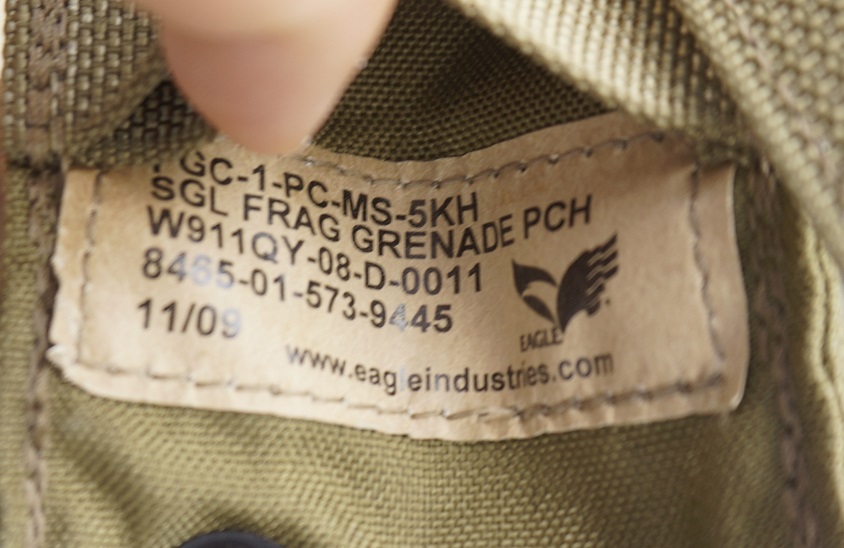 GC-1-PC-MS-5KH
SGL FRAG GRENADE PCH
W911QY-08-D-0011
8465-01-573-9445
11/09
EAGLE
www.eagleindustries.com